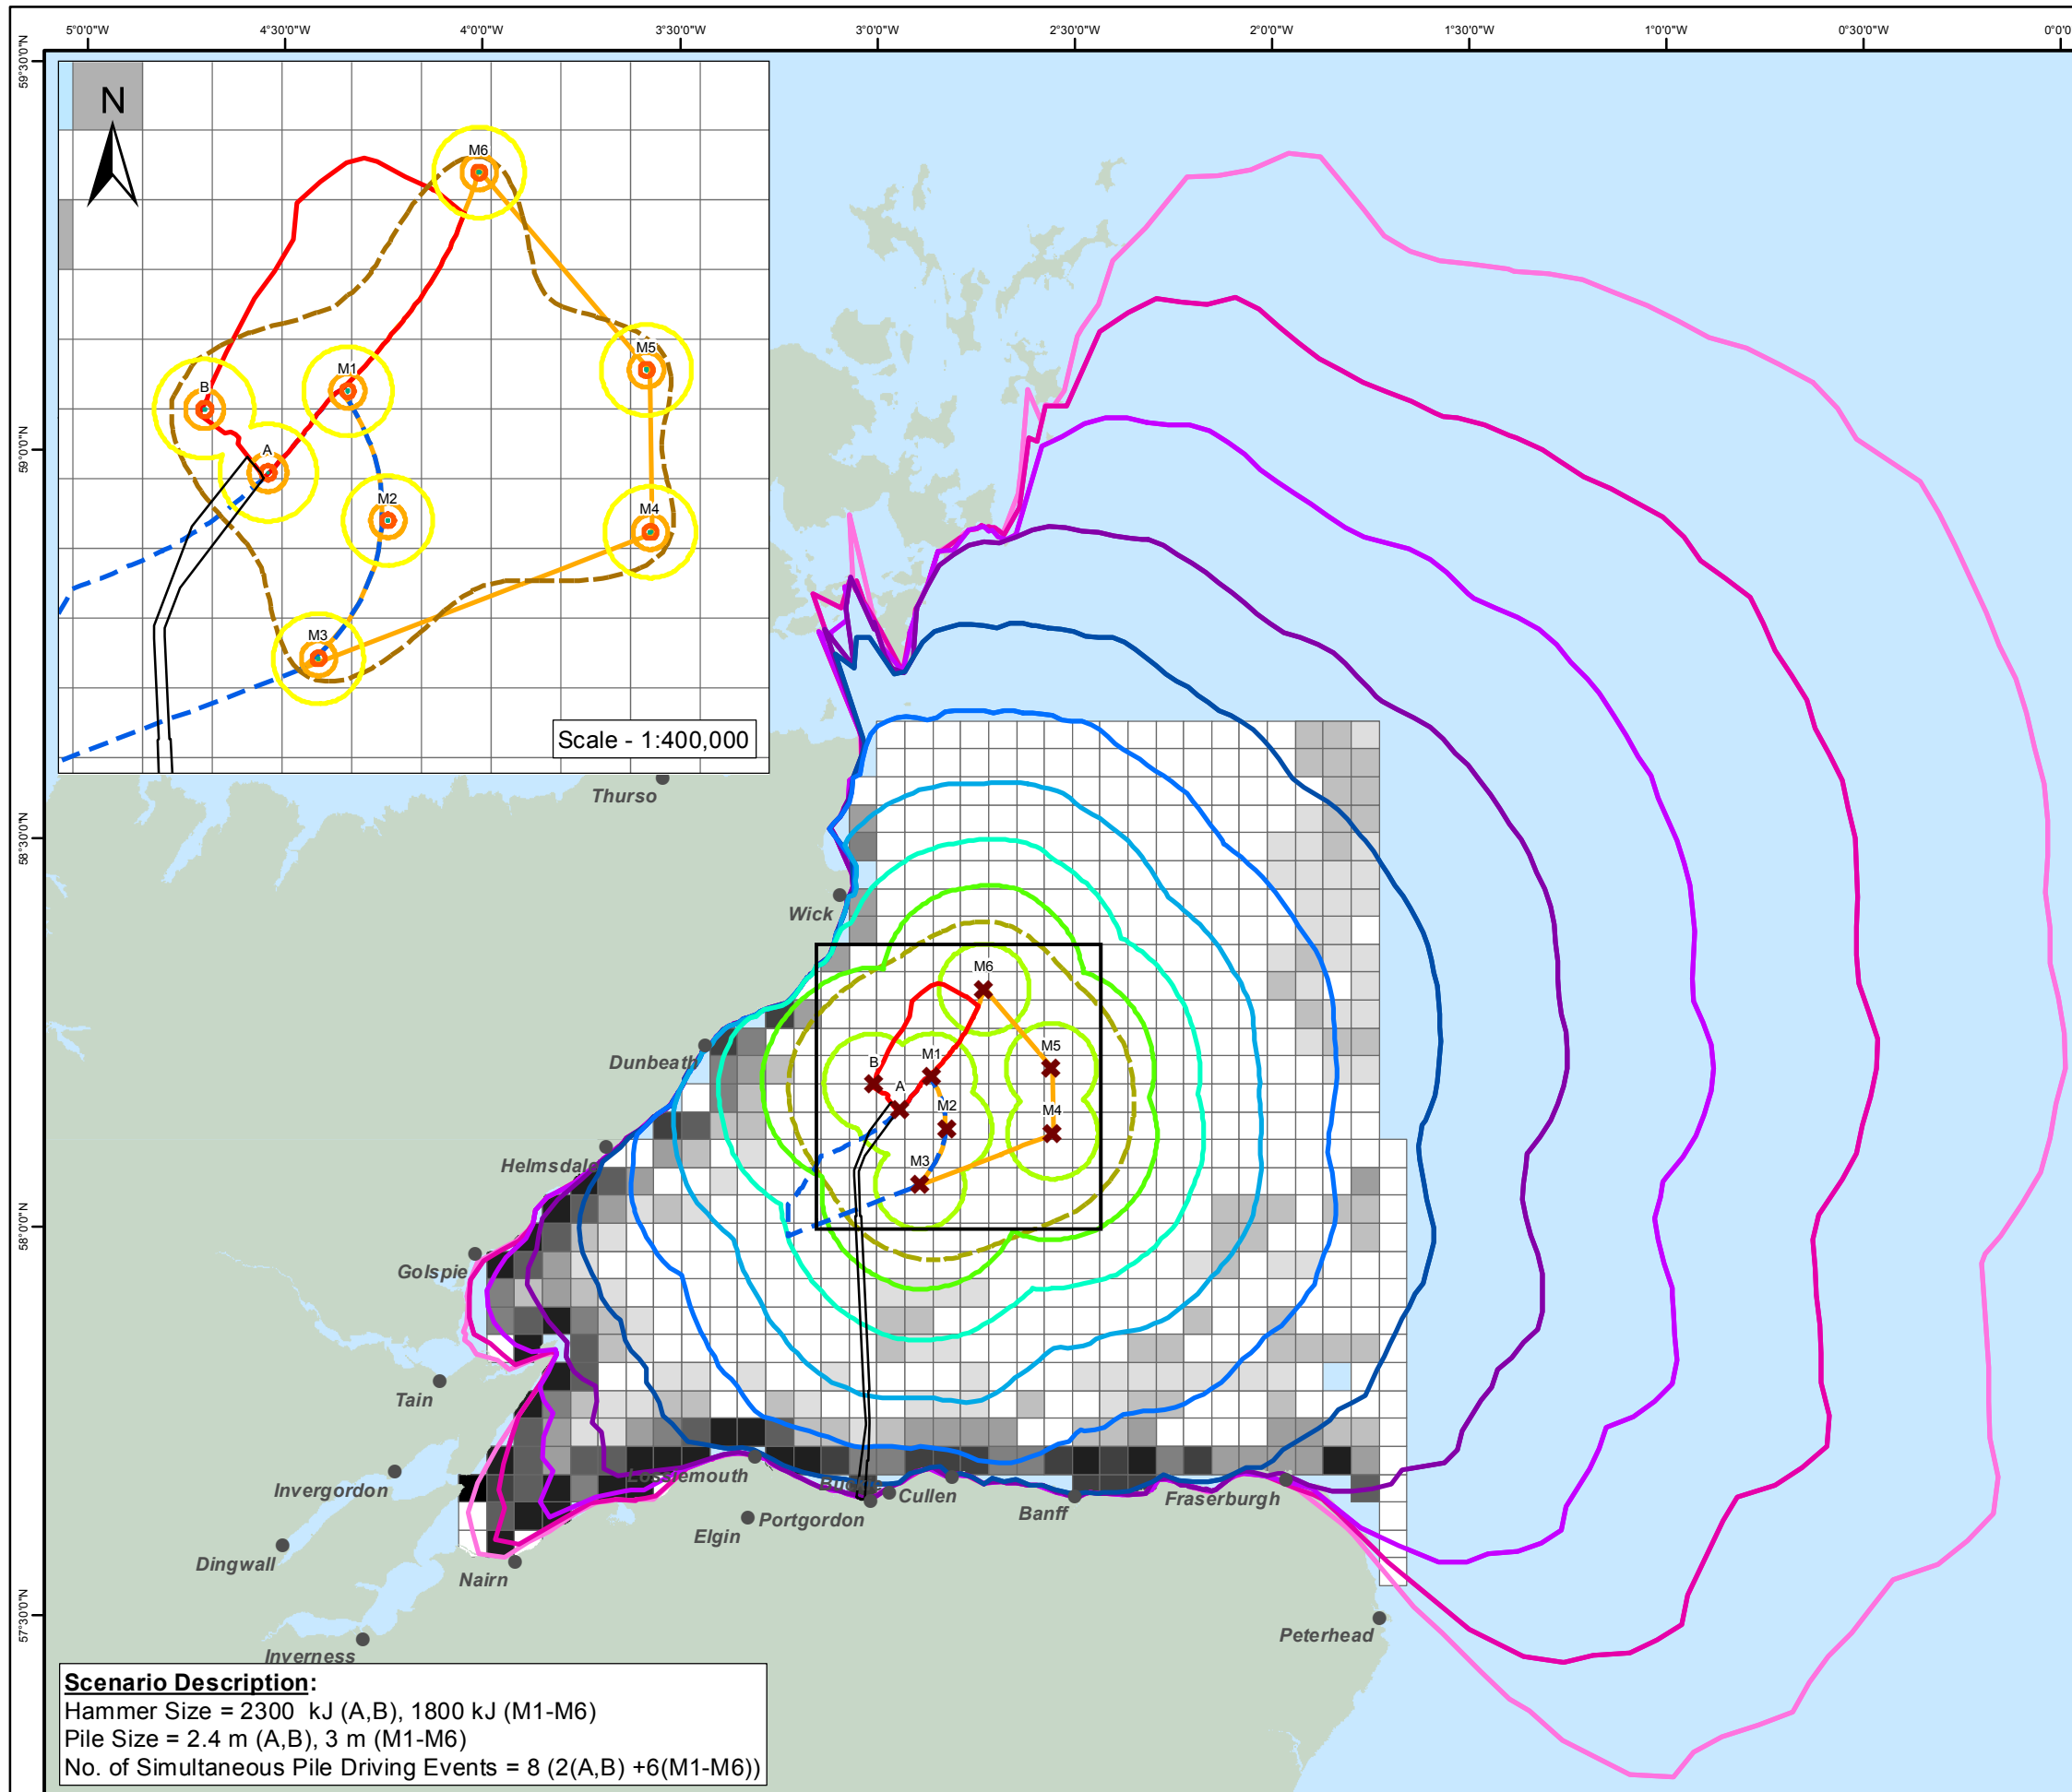 5°0'0"W
4°30'0"W
4°0'0"W
3°30'0"W
3°0'0"W
2°30'0"W
2°0'0"W
1°30'0"W
1°0'0"W
0°30'0"W
0°0'0"
59°30'0"N
59°0'0"N
58°30'0"N
58°0'0"N
57°30'0"N
N
M6
M5
M1
B
A
M2
M4
M3
Scale - 1:400,000
Thurso
Wick
M6
Dunbeath
B
M1
M5
A
M2
M4
Helmsdale
M3
Golspie
Tain
Lossiemouth
Invergordon
Cullen
Portgordon
Elgin
Banff
Fraserburgh
Dingwall
Nairn
Peterhead
Inverness
Scenario Description:
Hammer Size = 2300 kJ (A,B), 1800 kJ (M1-M6)
Pile Size = 2.4 m (A,B), 3 m (M1-M6)
No. of Simultaneous Pile Driving Events = 8 (2(A,B) +6(M1-M6))